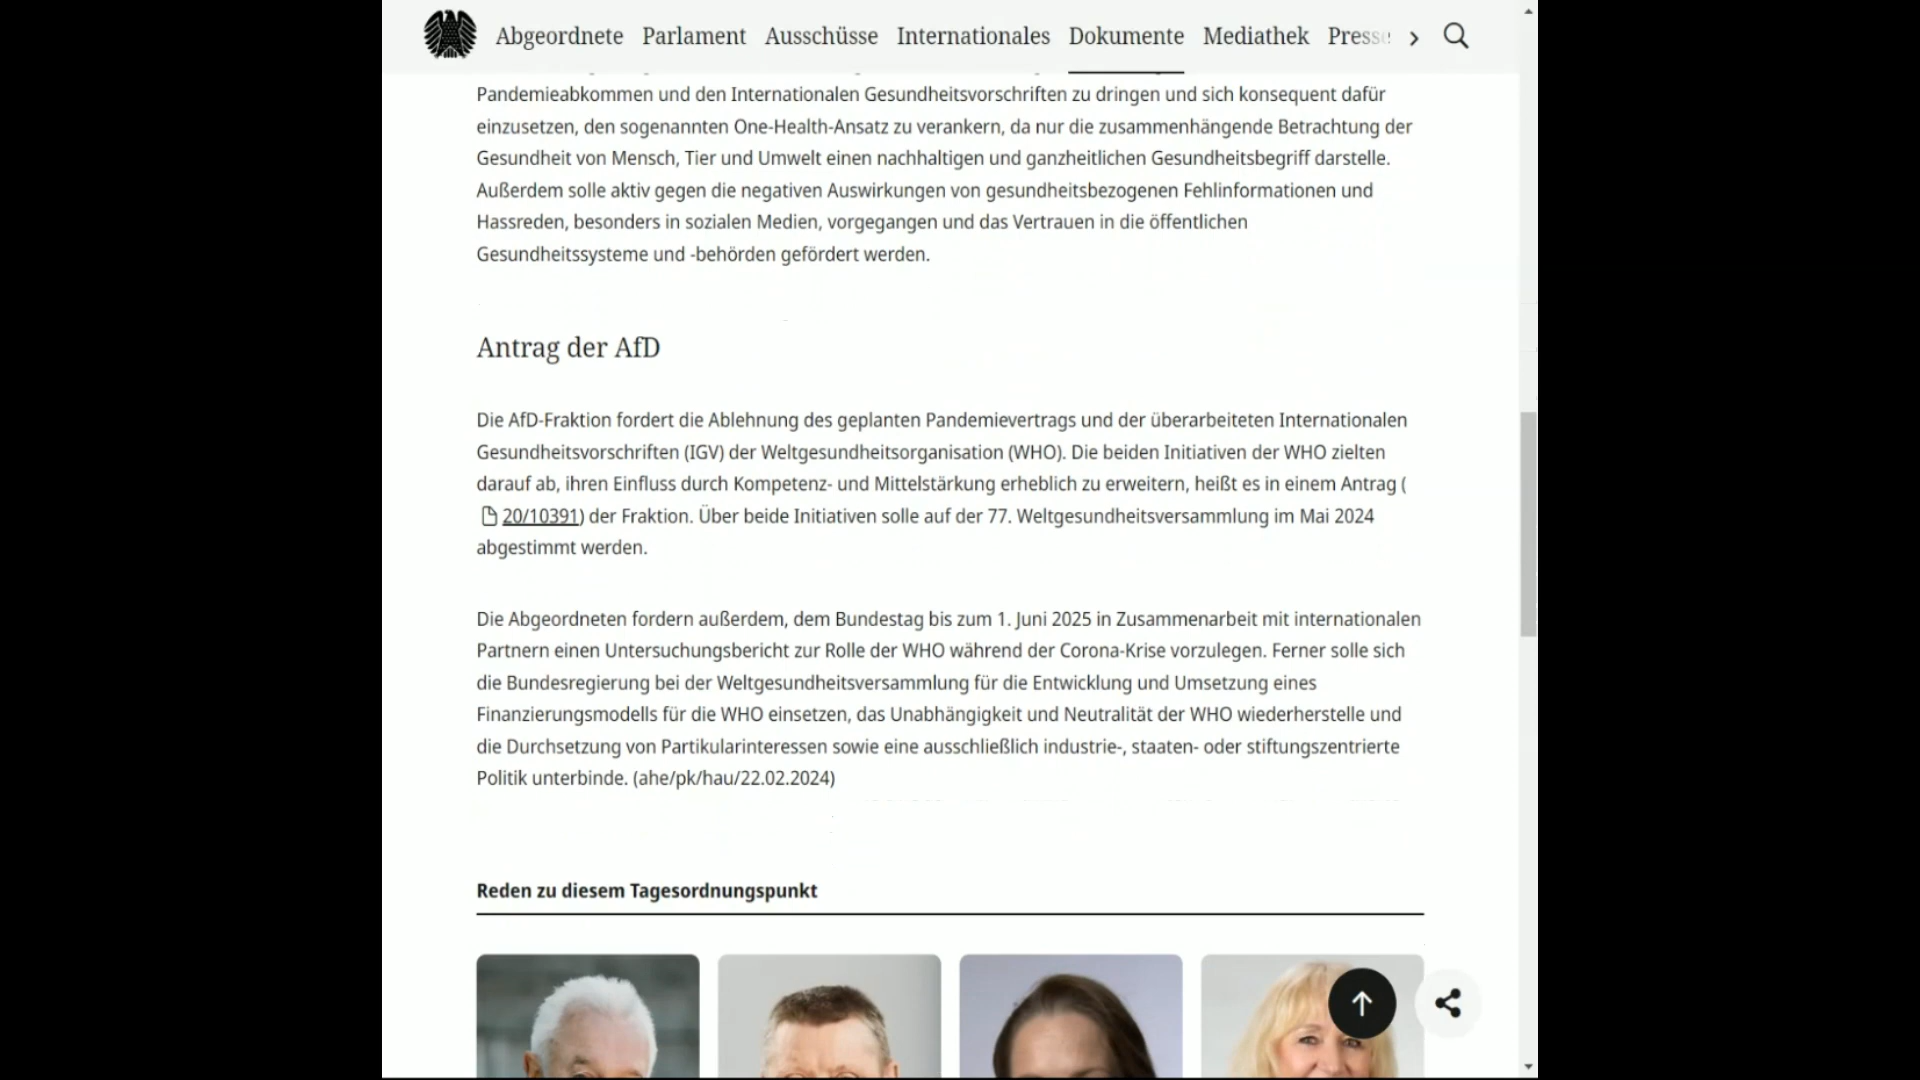 Abgeordnete Parlament Ausschüsse Internationales Dokumente Mediathek Presse
Pandemieabkommen und den Internationalen Gesundheitsvorschriften zu dringen und sich konsequent dafür
einzusetzen, den sogenannten One-Health-Ansatz zu verankern, da nur die zusammenhängende Betrachtung der
Gesundheit von Mensch, Tier und Umwelt einen nachhaltigen und ganzheitlichen Gesundheitsbegriff darstelle.
Außerdem solle aktiv gegen die negativen Auswirkungen von gesundheitsbezogenen Fehlinformationen und
Hassreden, besonders in sozialen Medien, vorgegangen und das Vertrauen in die öffentlichen
Gesundheitssysteme und -behörden gefördert werden.
Antrag der AfD
Die AfD-Fraktion fordert die Ablehnung des geplanten Pandemievertrags und der überarbeiteten Internationalen
Gesundheitsvorschriften (IGV) der Weltgesundheitsorganisation (WHO). Die beiden Initiativen der WHO zielten
darauf ab, ihren Einfluss durch Kompetenz- und Mittelstärkung erheblich zu erweitern, heißt es in einem Antrag (
20/10391) der Fraktion. Über beide Initiativen solle auf der 77. Weltgesundheitsversammlung im Mai 2024
abgestimmt werden.
Die Abgeordneten fordern außerdem, dem Bundestag bis zum 1. Juni 2025 in Zusammenarbeit mit internationalen
Partnern einen Untersuchungsbericht zur Rolle der WHO während der Corona-Krise vorzulegen. Ferner solle sich
die Bundesregierung bei der Weltgesundheitsversammlung für die Entwicklung und Umsetzung eines
Finanzierungsmodells für die WHO einsetzen, das Unabhängigkeit und Neutralität der WHO wiederherstelle und
die Durchsetzung von Partikularinteressen sowie eine ausschließlich industrie-, staaten- oder stiftungszentrierte
Politik unterbinde. (ahe/pk/hau/22.02.2024)
Reden zu diesem Tagesordnungspunkt